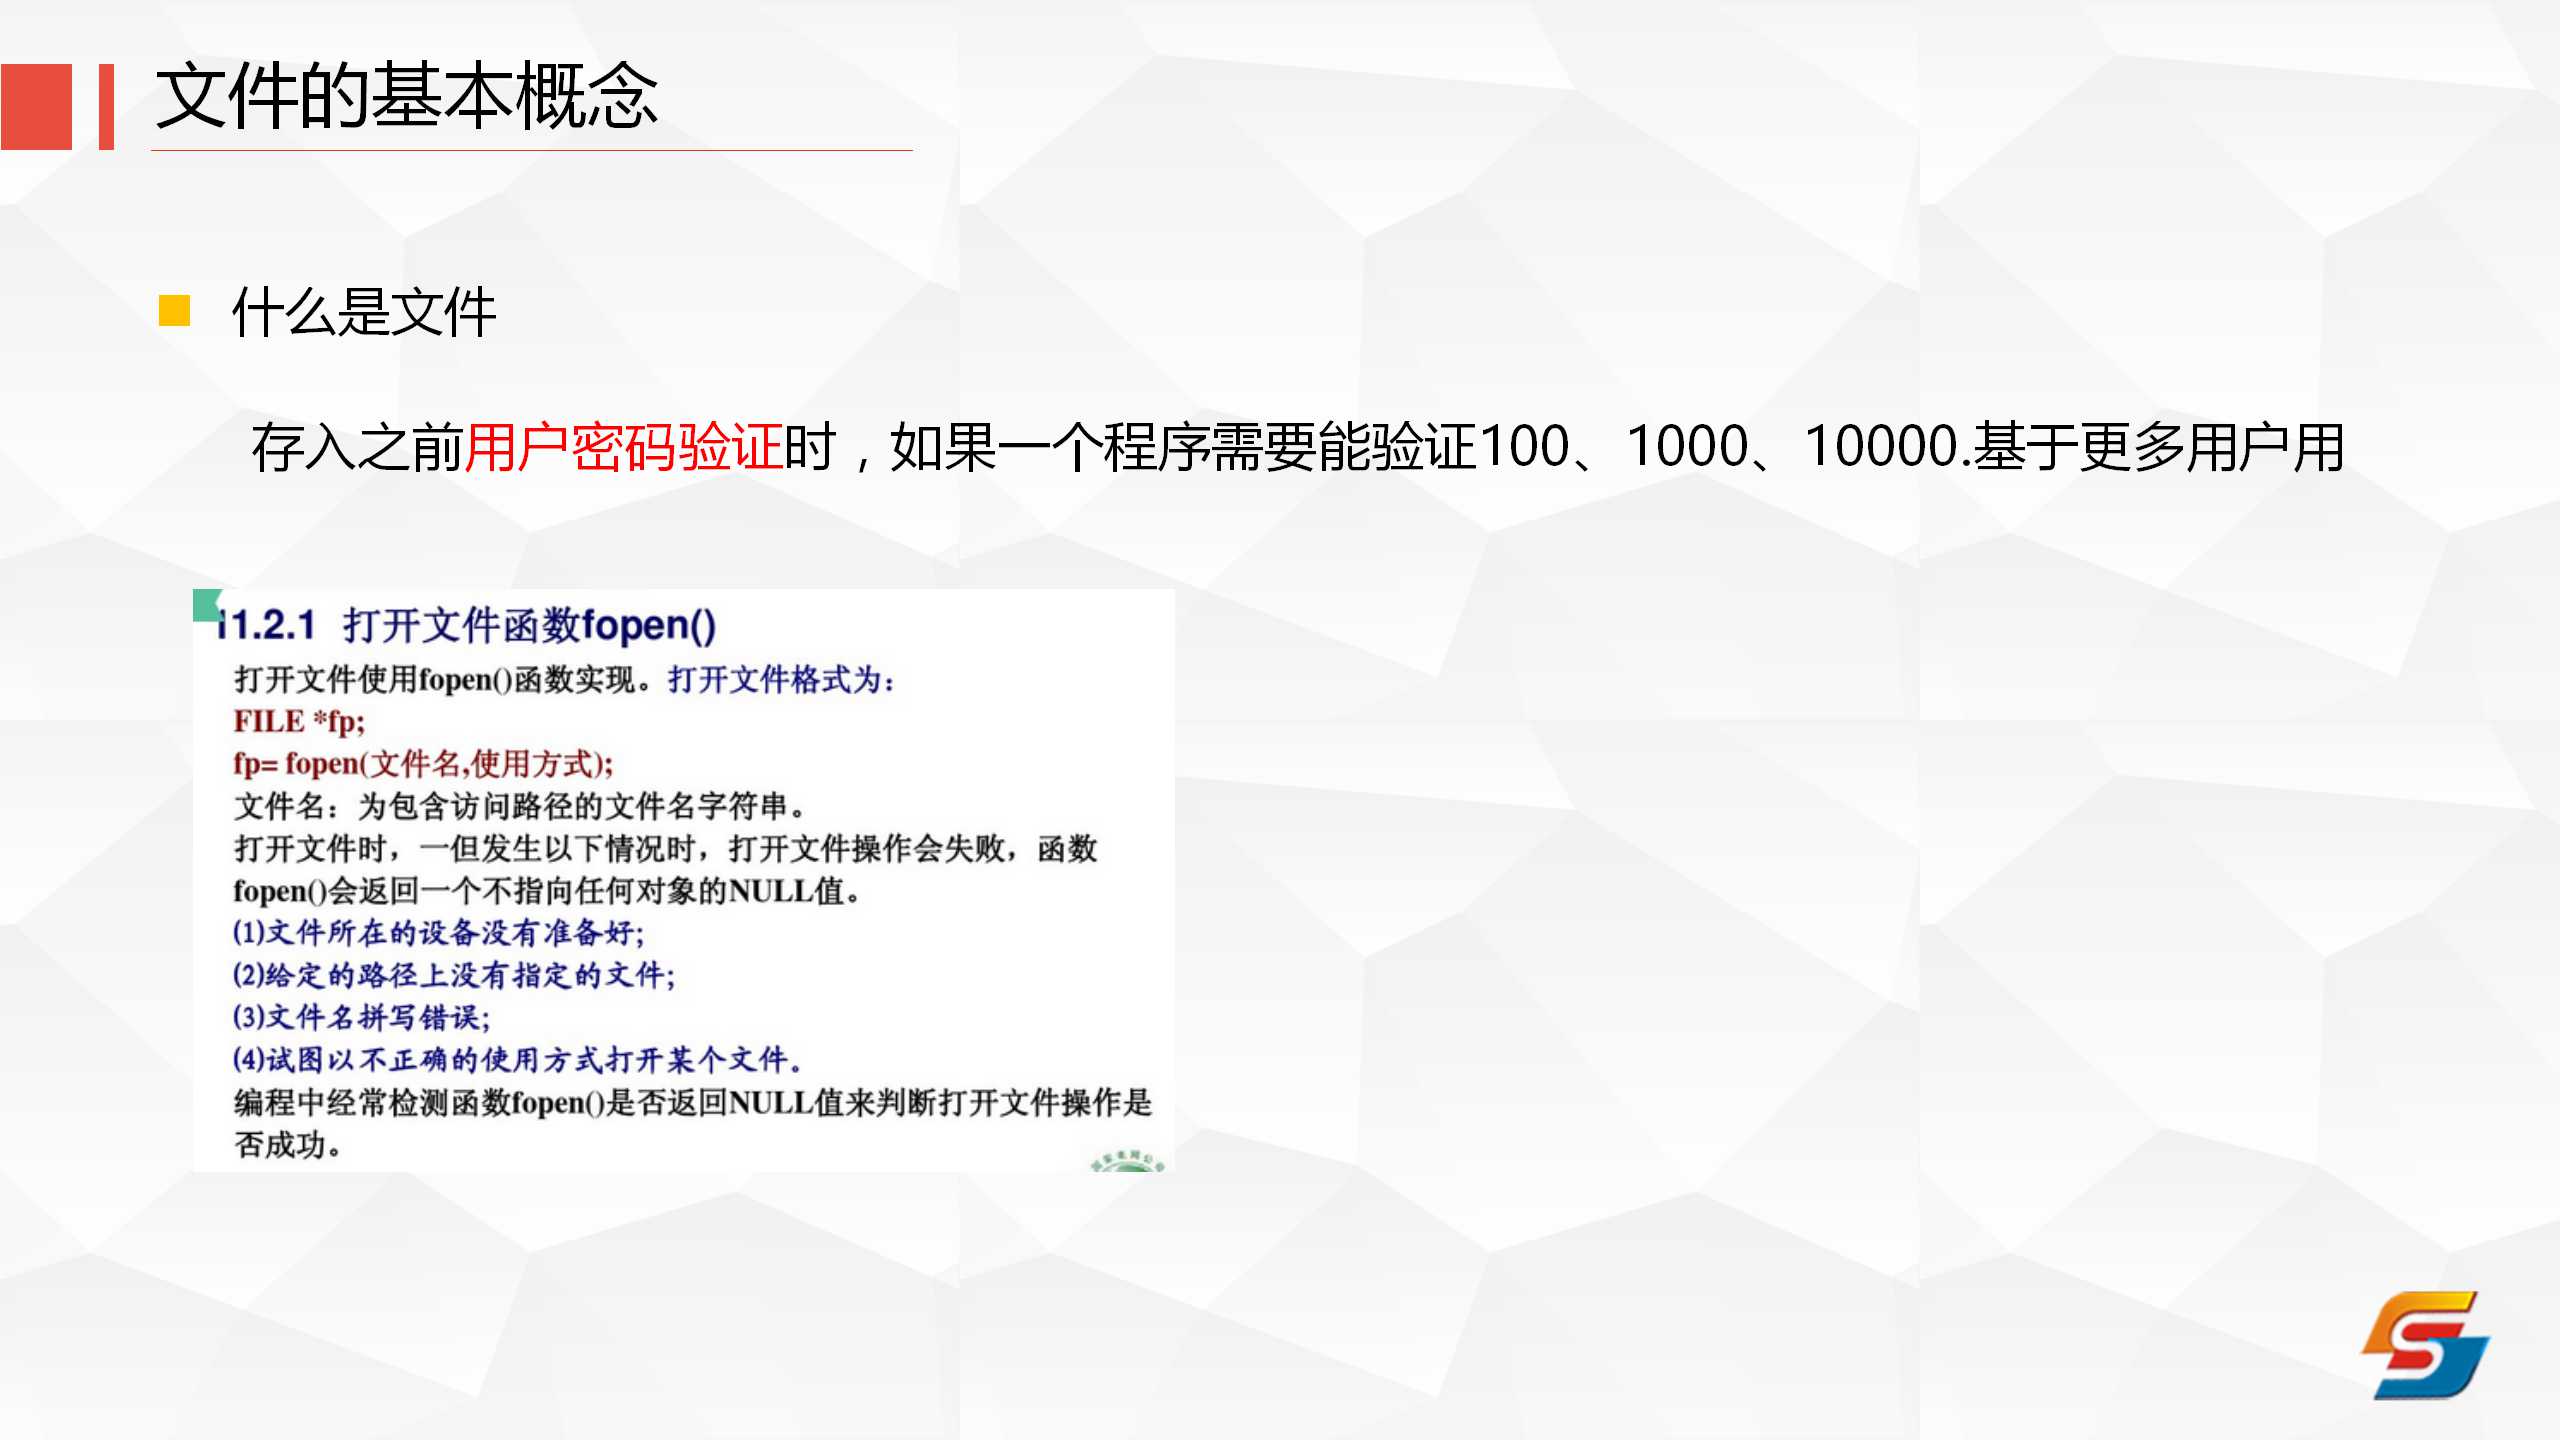 文件的基本概念
什么是文件
存入之前用户密码验证时，如果一个程序需要能验证100、1000、10000.基于更多用户用
11.2.1 打开文件函数fopen()
打开文件使用fopen()函数实现。打开文件格式为：
FILE *fp;
fp= fopen(文件名,使用方式);
文件名：为包含访问路径的文件名字符串。
打开文件时，一但发生以下情况时，打开文件操作会失败，函数
fopen()会返回一个不指向任何对象的NULL值。
(1)文件所在的设备没有准备好;
(2)给定的路径上没有指定的文件;
(3)文件名拼写错误;
(4)试图以不正确的使用方式打开某个文件。
编程中经常检测函数fopen()是否返回NULL值来判断打开文件操作是
否成功。